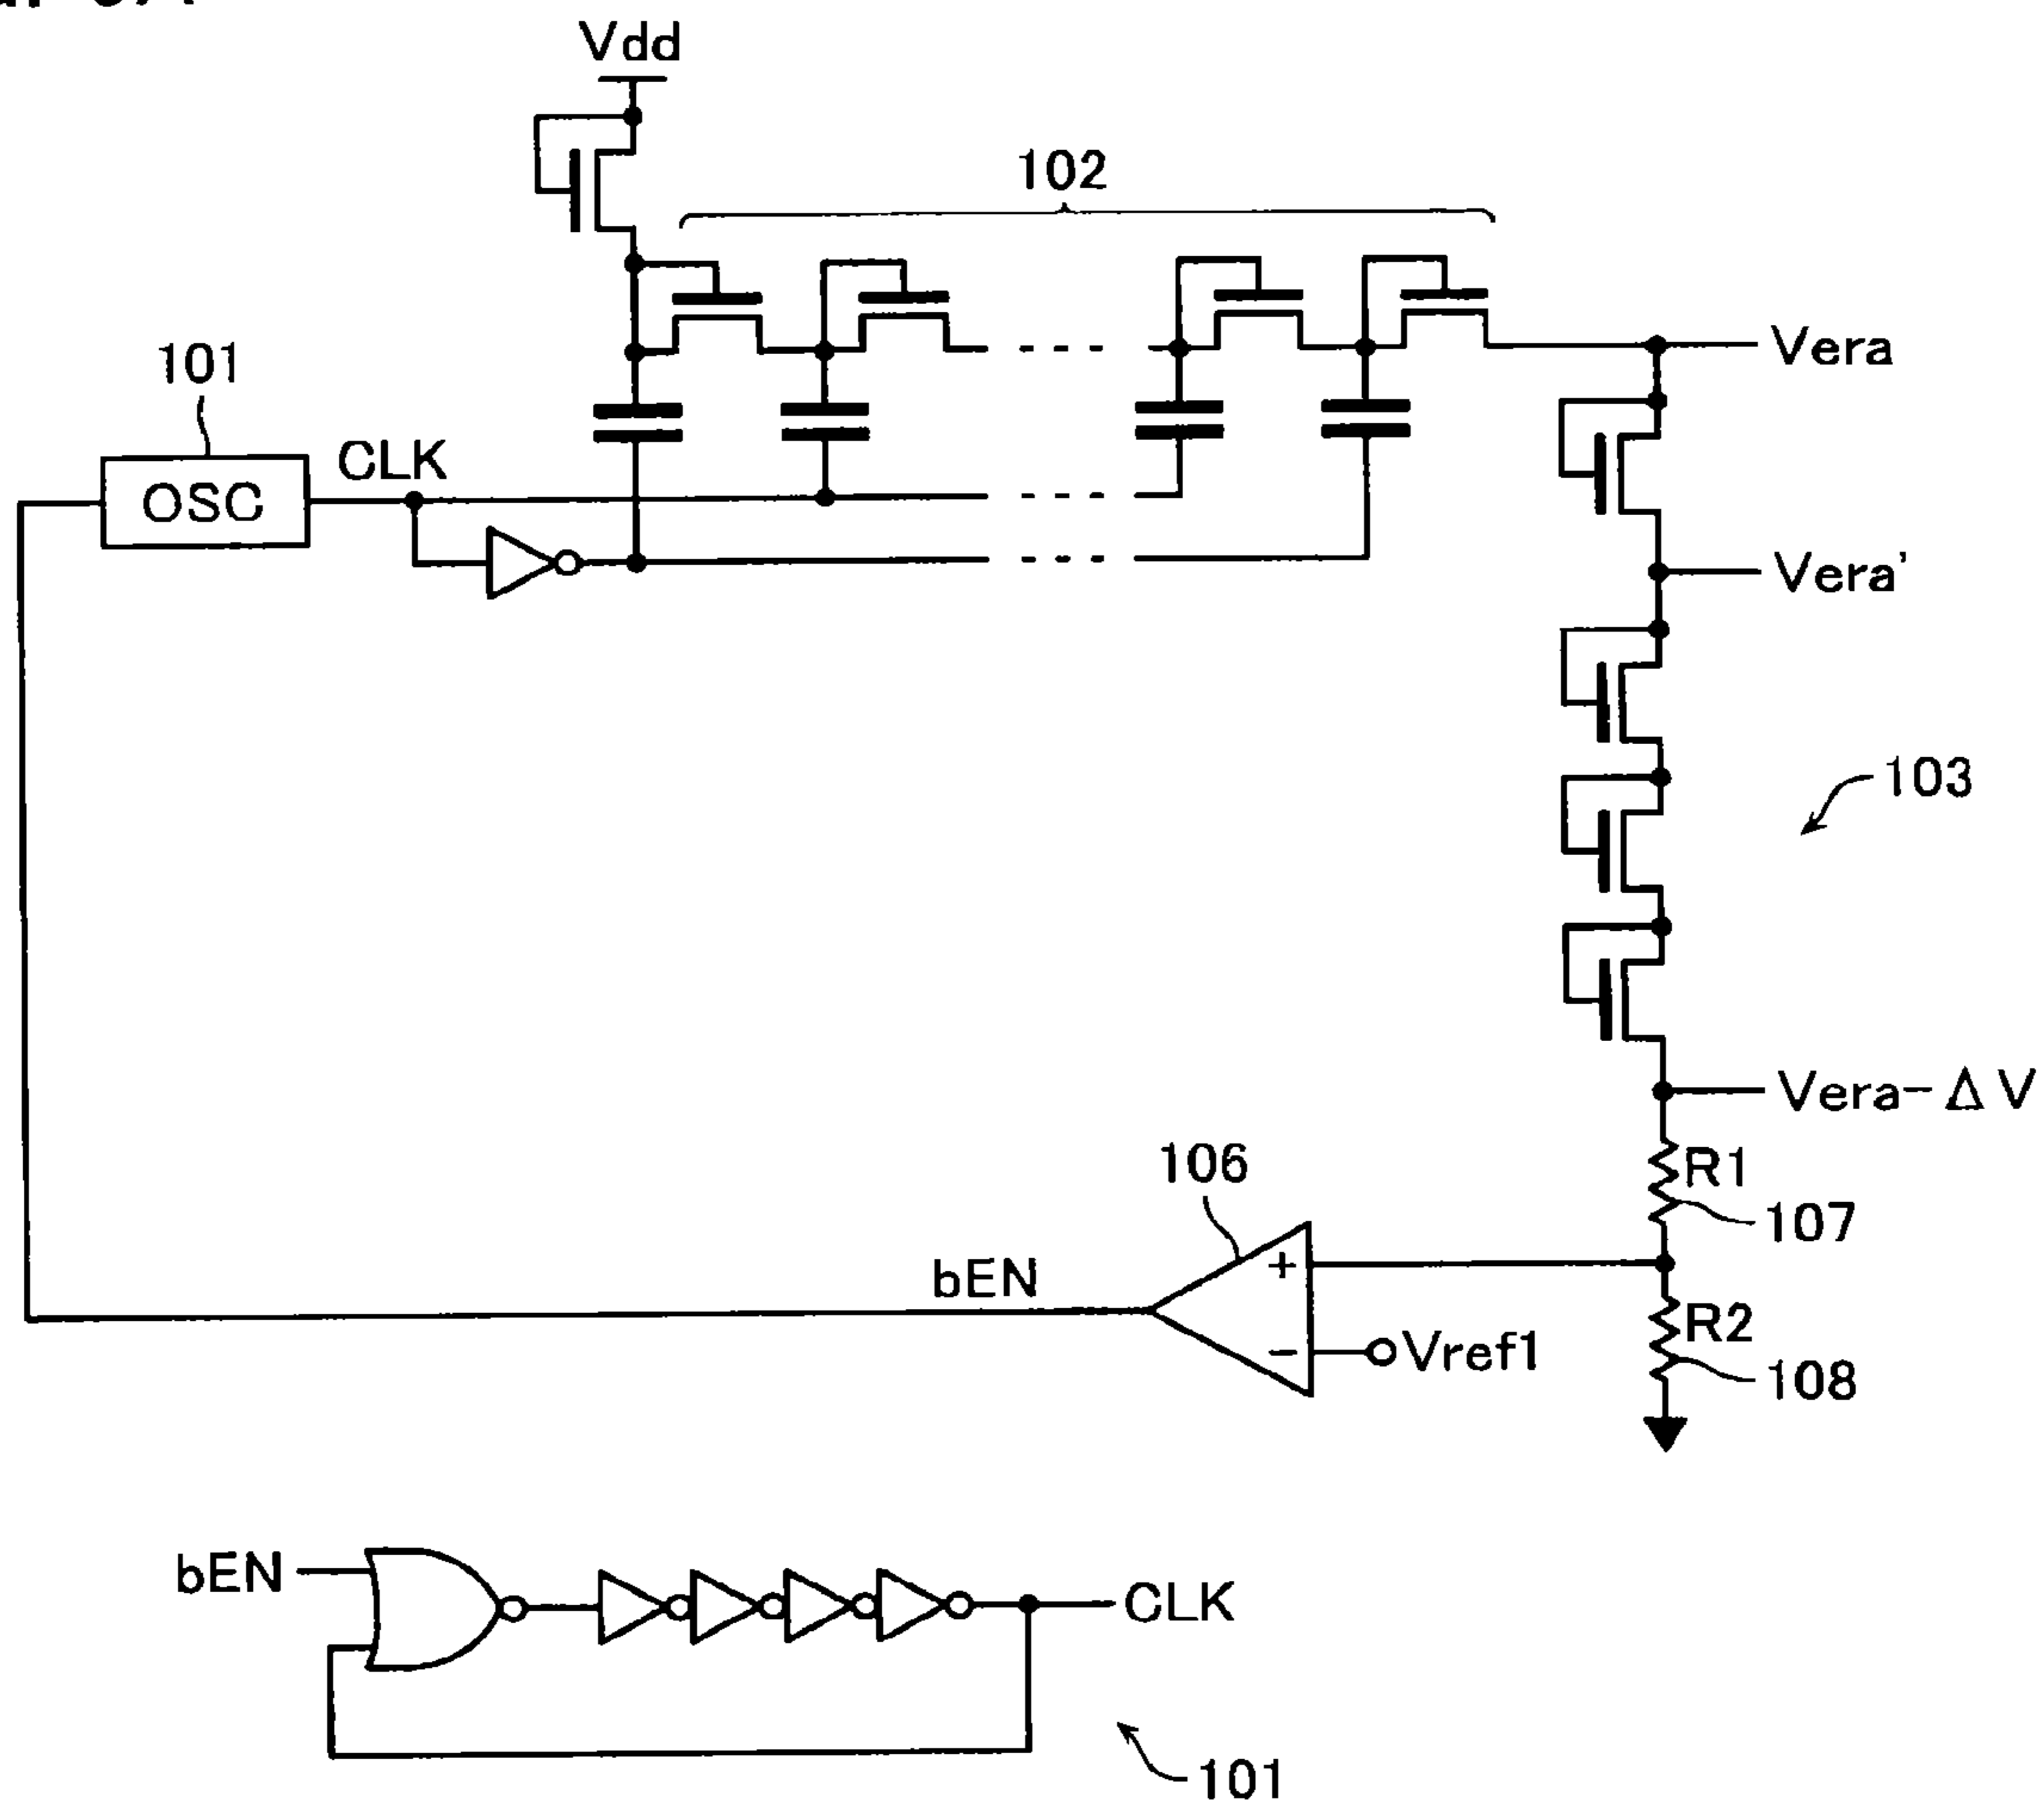 Vdd
102
101
CLK
OSC
Vera
Vera'
103
Vera-ΔV
106
R1
107
bEN
+
-
Vref1
R2
108
bEN
CLK
101